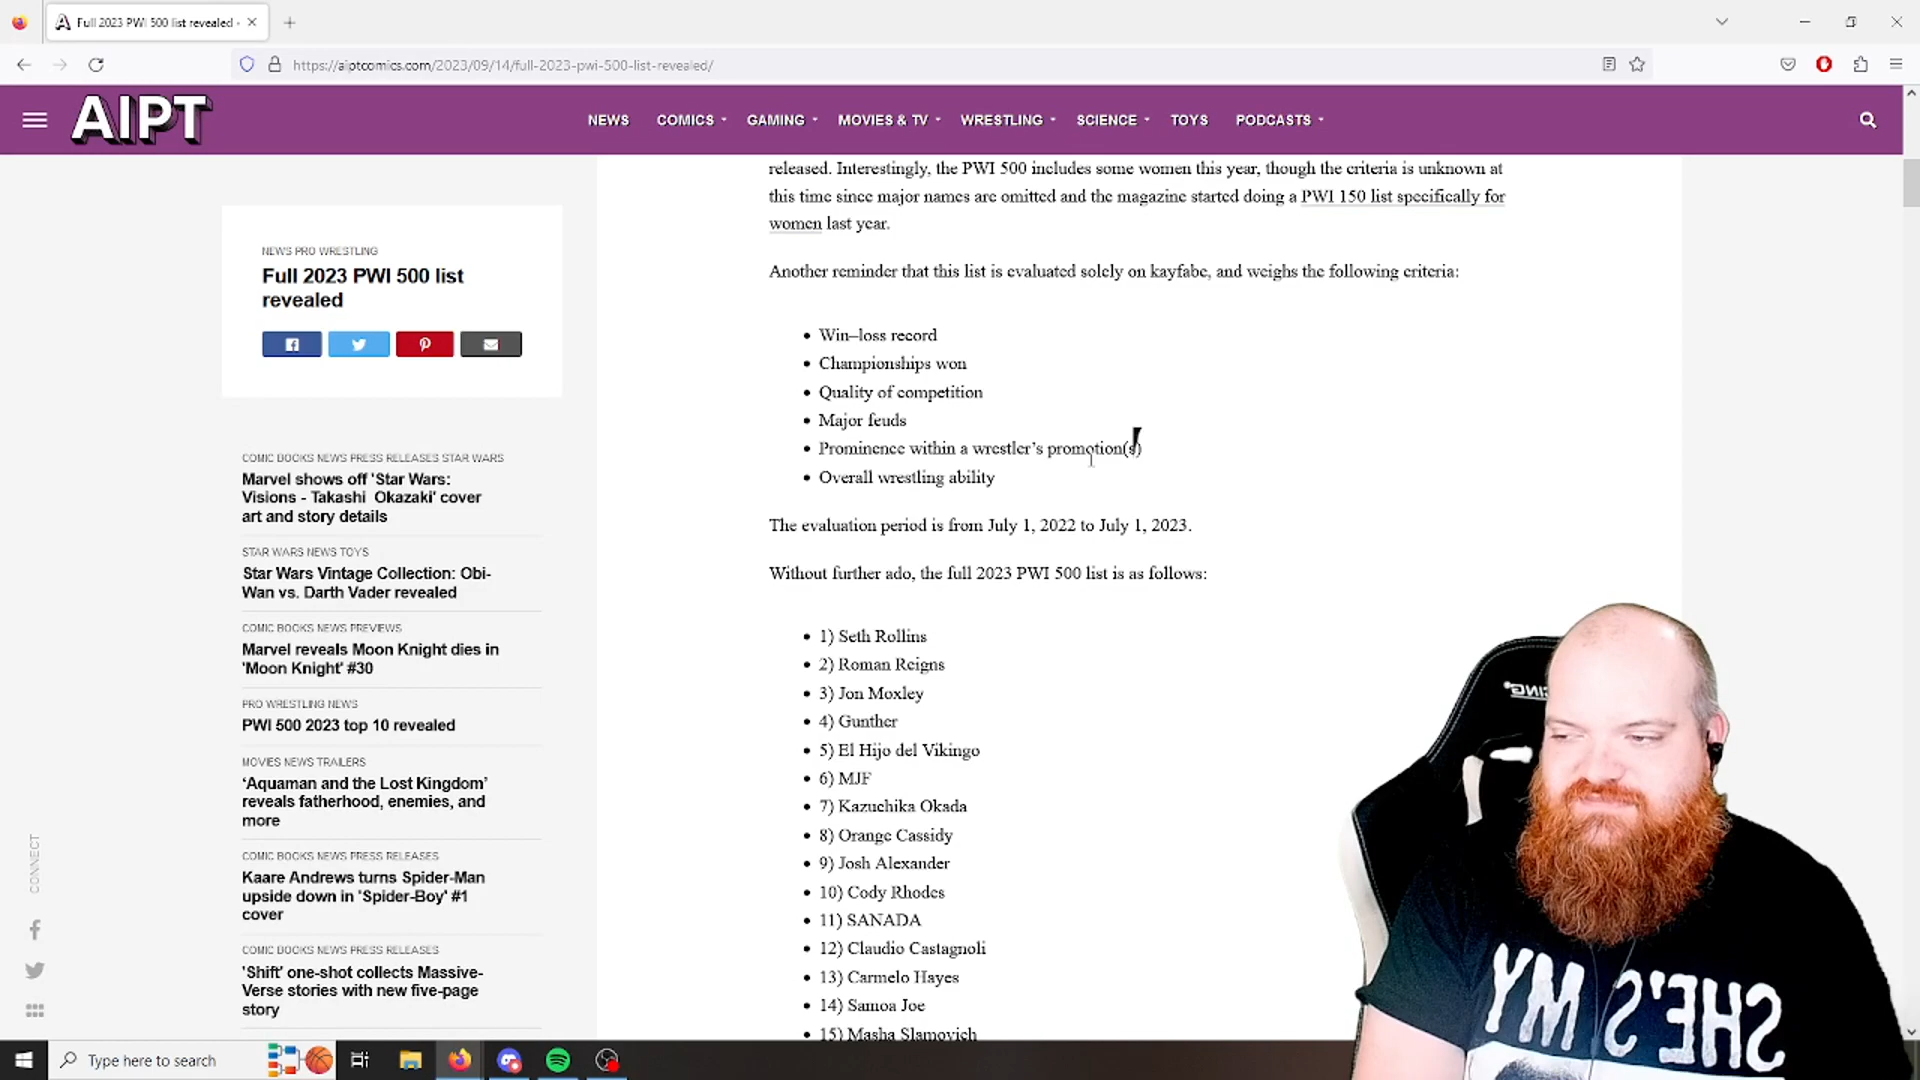 Full 2023 PWI 500 list revealed -
https://aiptcomics.com/2023/09/14/full-2023-pwi-500-list-revealed/
AIPT
NEWS COMICS GAMING MOVIES & TV WRESTLING SCIENCE TOYS PODCASTS
released. Interestingly, the PWI 500 includes some women this year, though the criteria is unknown at
this time since major names are omitted and the magazine started doing a PWI 150 list specifically for
women last year.
Another reminder that this list is evaluated solely on kayfabe, and weighs the following criteria:
• Win–loss record
• Championships won
• Quality of competition
• Major feuds
• Prominence within a wrestler's promotion(s)
• Overall wrestling ability
The evaluation period is from July 1, 2022 to July 1, 2023.
Without further ado, the full 2023 PWI 500 list is as follows:
• 1) Seth Rollins
• 2) Roman Reigns
• 3) Jon Moxley
• 4) Gunther
• 5) El Hijo del Vikingo
• 6) MJF
• 7) Kazuchika Okada
• 8) Orange Cassidy
• 9) Josh Alexander
• 10) Cody Rhodes
• 11) SANADA
• 12) Claudio Castagnoli
• 13) Carmelo Hayes
• 14) Samoa Joe
• 15) Masha Slamovich
NEWS PRO WRESTLING
Full 2023 PWI 500 list
revealed
COMIC BOOKS NEWS PRESS RELEASES STAR WARS
Marvel shows off 'Star Wars:
Visions - Takashi Okazaki' cover
art and story details
STAR WARS NEWS TOYS
Star Wars Vintage Collection: Obi-
Wan vs. Darth Vader revealed
COMIC BOOKS NEWS PREVIEWS
Marvel reveals Moon Knight dies in
'Moon Knight' #30
PRO WRESTLING NEWS
PWI 500 2023 top 10 revealed
MOVIES NEWS TRAILERS
'Aquaman and the Lost Kingdom'
reveals fatherhood, enemies, and
more
COMIC BOOKS NEWS PRESS RELEASES
Kaare Andrews turns Spider-Man
upside down in 'Spider-Boy' #1
cover
COMIC BOOKS NEWS PRESS RELEASES
'Shift' one-shot collects Massive-
Verse stories with new five-page
story
CONNECT
SHE'S MY
Type here to search